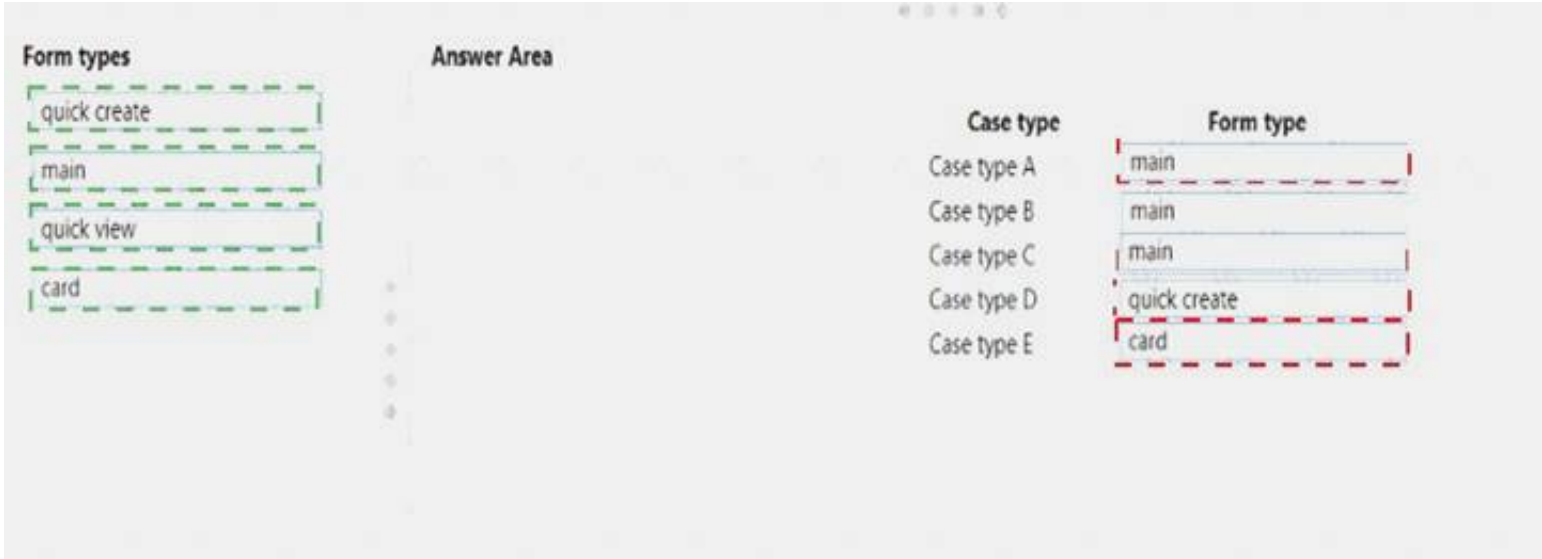 Form types
Answer Area
quick create
main
quick view
card
Case type Form type
Case type A main
Case type B main
Case type C main
Case type D quick create
Case type E card